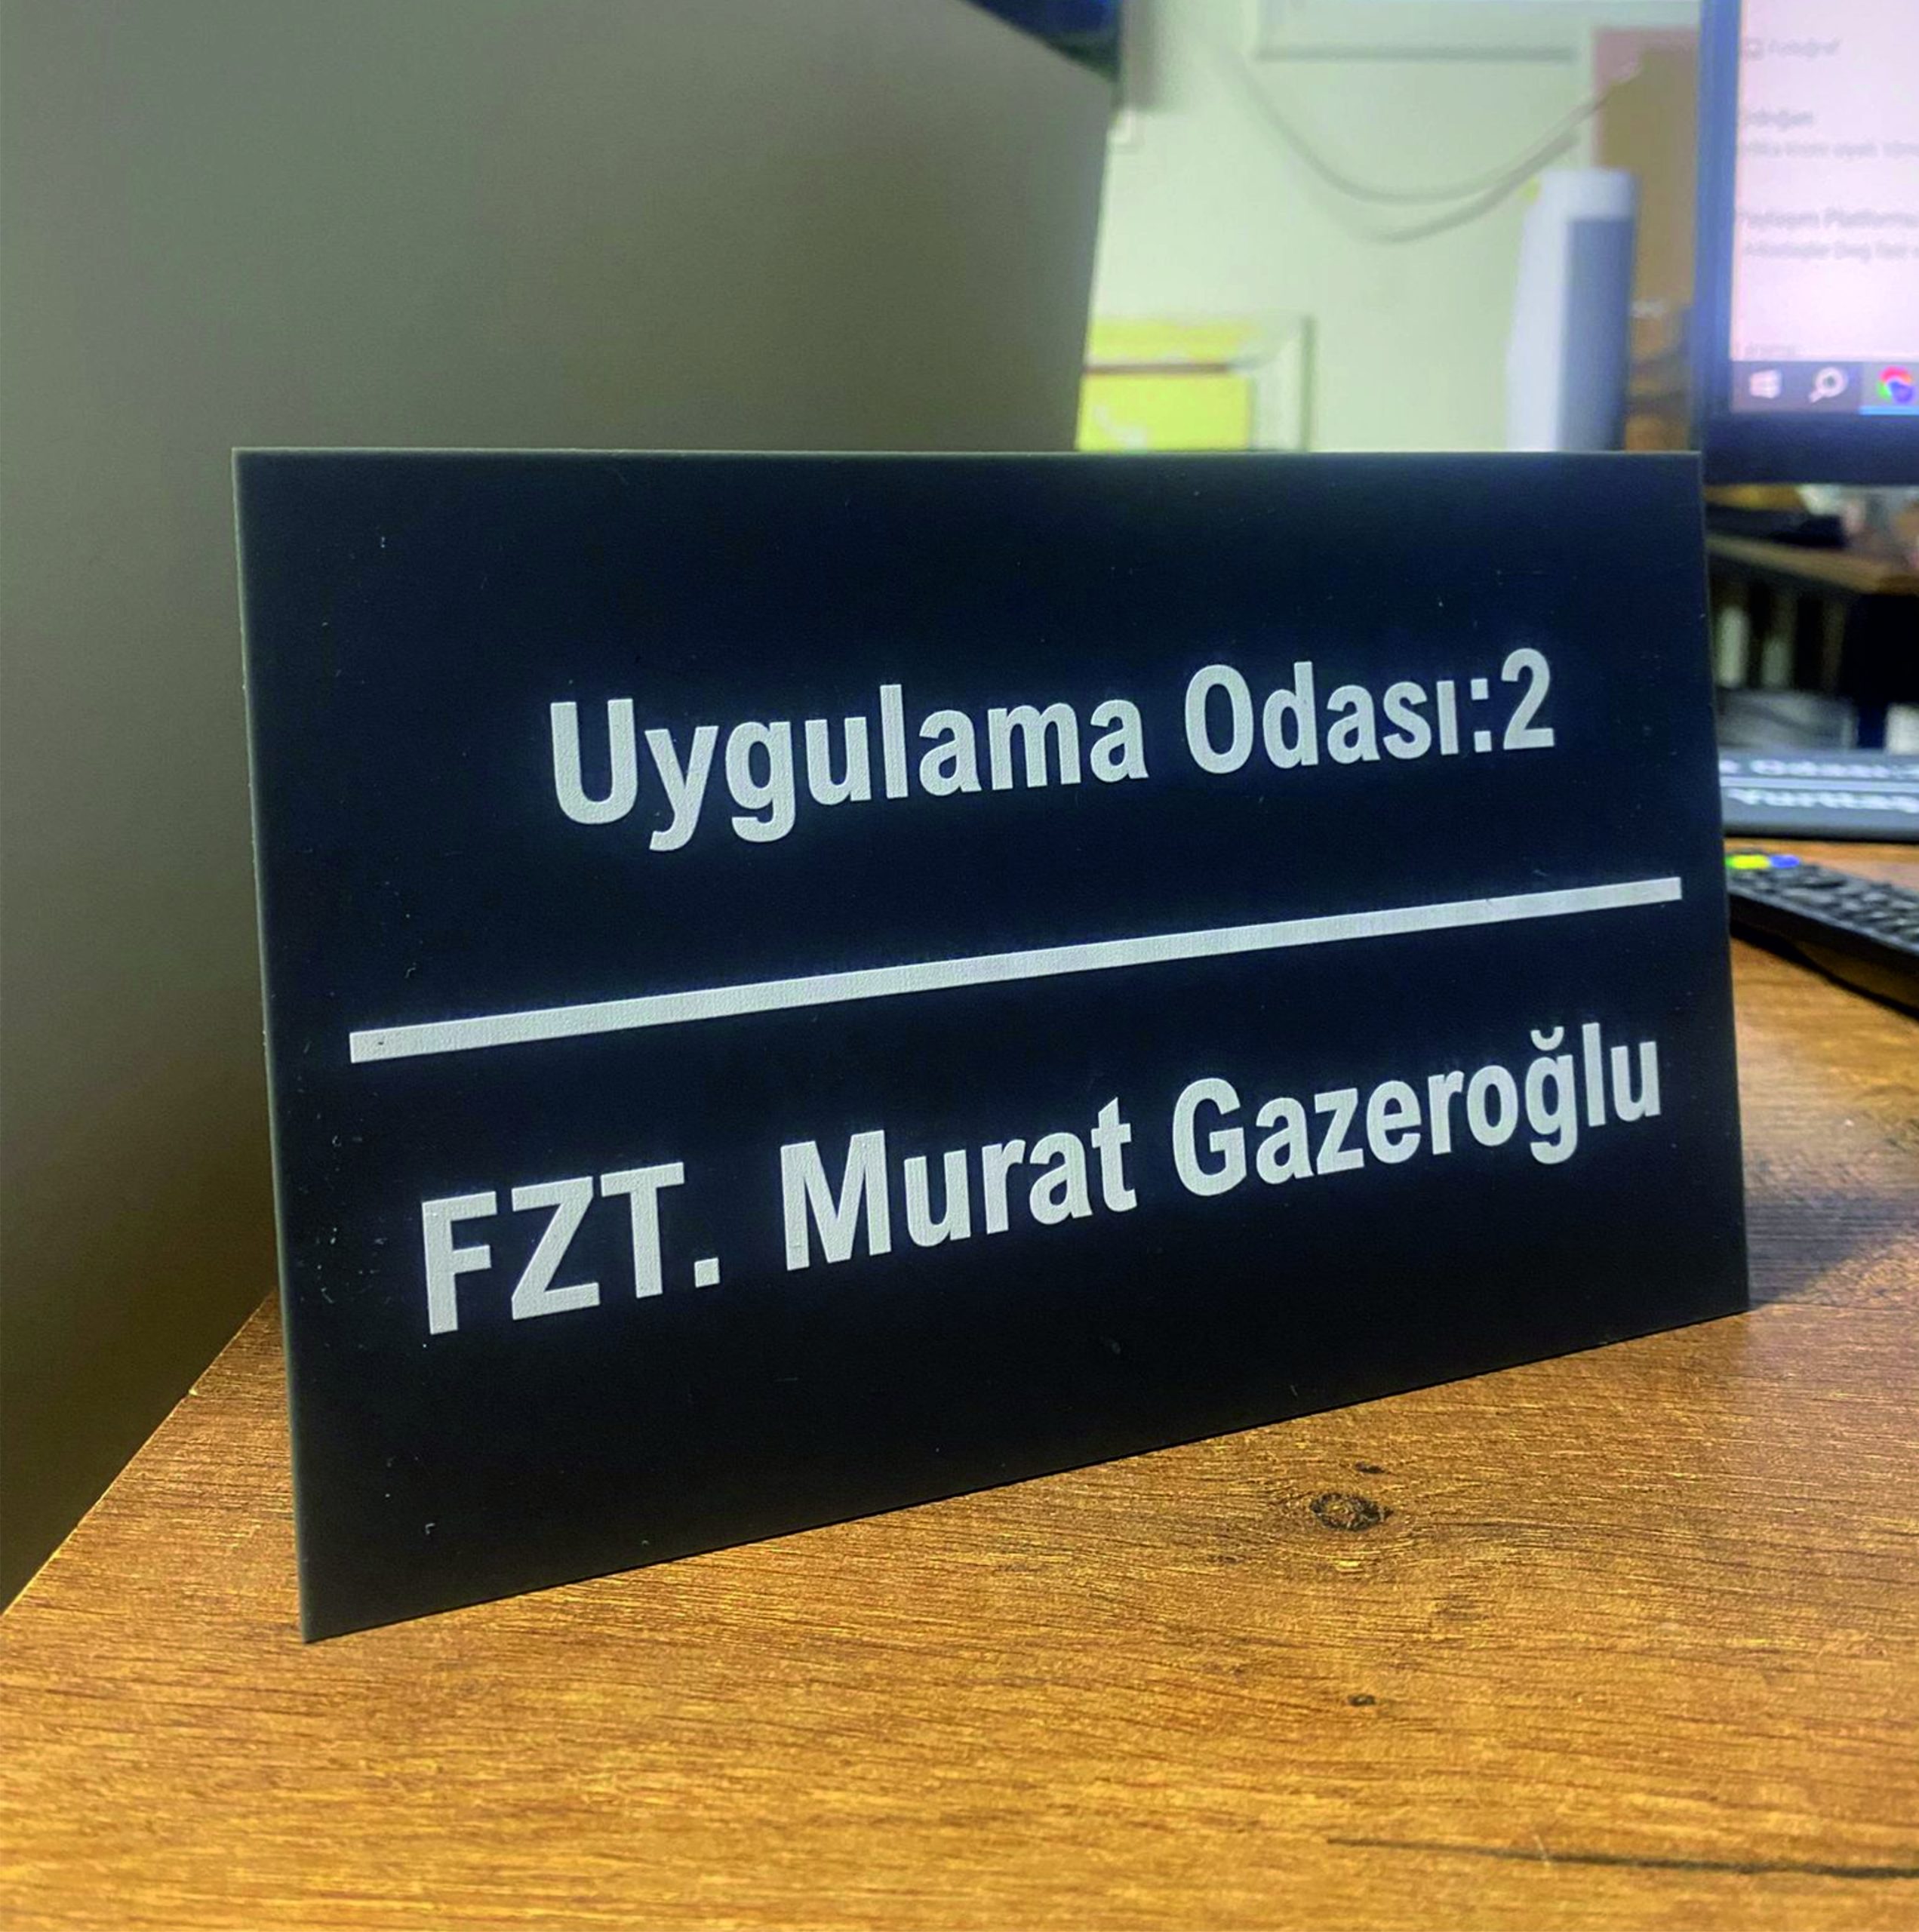 Uygulama Odası:2
FZT. Murat Gazeroğlu